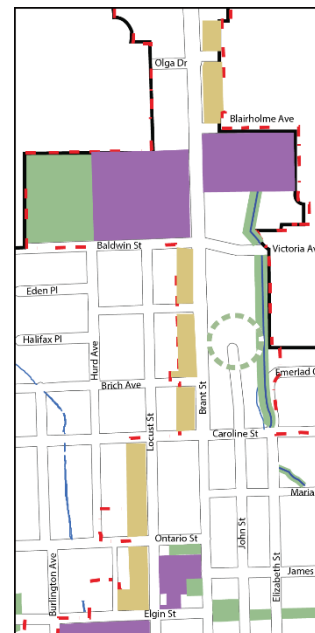 Olga Dr
Blairholme Ave
Baldwin St
Victoria Av
Eden Pl
Halifax Pl
Hurd Ave
Brant St
Emerlad C
Brich Ave
Locust St
Caroline St
Maria
Ontario St
John St
Elizabeth St
James
Burlington Ave
Elgin St